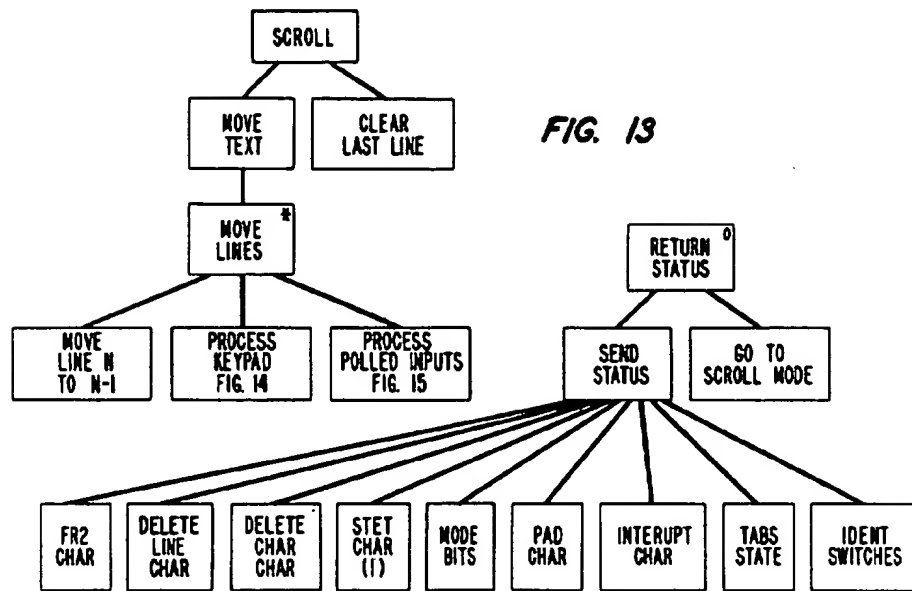 SCROLL
MOVE
TEXT
CLEAR
LAST LINE
FIG. 13
*
MOVE
LINES
O
RETURN
STATUS
MOVE
LINE N
TO N-1
PROCESS
KEYPAD
FIG. 14
PROCESS
POLLED INPUTS
FIG. 15
SEND
STATUS
GO TO
SCROLL MODE
FR2
CHAR
DELETE
LINE
CHAR
DELETE
CHAR
CHAR
STET
CHAR
(1)
MODE
BITS
PAD
CHAR
INTERUPT
CHAR
TABS
STATE
IDENT
SWITCHES